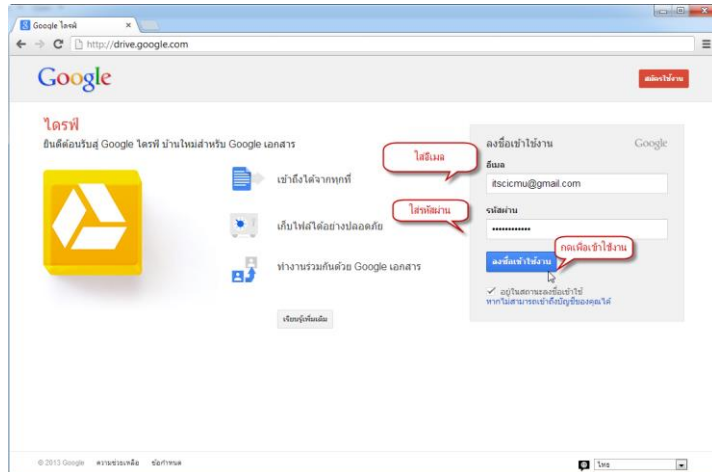 Google ไดรฟ์
http://drive.google.com
Google
สมัครใช้งาน
ไดรฟ์
ยินดีต้อนรับสู่ Google ไดรฟ์ บ้านใหม่สำหรับ Google เอกสาร
เข้าถึงได้จากทุกที่
เก็บไฟล์ได้อย่างปลอดภัย
ทำงานร่วมกันด้วย Google เอกสาร
เรียนรู้เพิ่มเติม
ลงชื่อเข้าใช้งาน Google
ใส่อีเมล
อีเมล
itscicmu@gmail.com
ใส่รหัสผ่าน
รหัสผ่าน
••••••••••••
กดเพื่อเข้าใช้งาน
ลงชื่อเข้าใช้งาน
อยู่ในสถานะลงชื่อเข้าใช้
หากไม่สามารถเข้าถึงบัญชีของคุณได้
© 2013 Google ความช่วยเหลือ ข้อกำหนด
ไทย